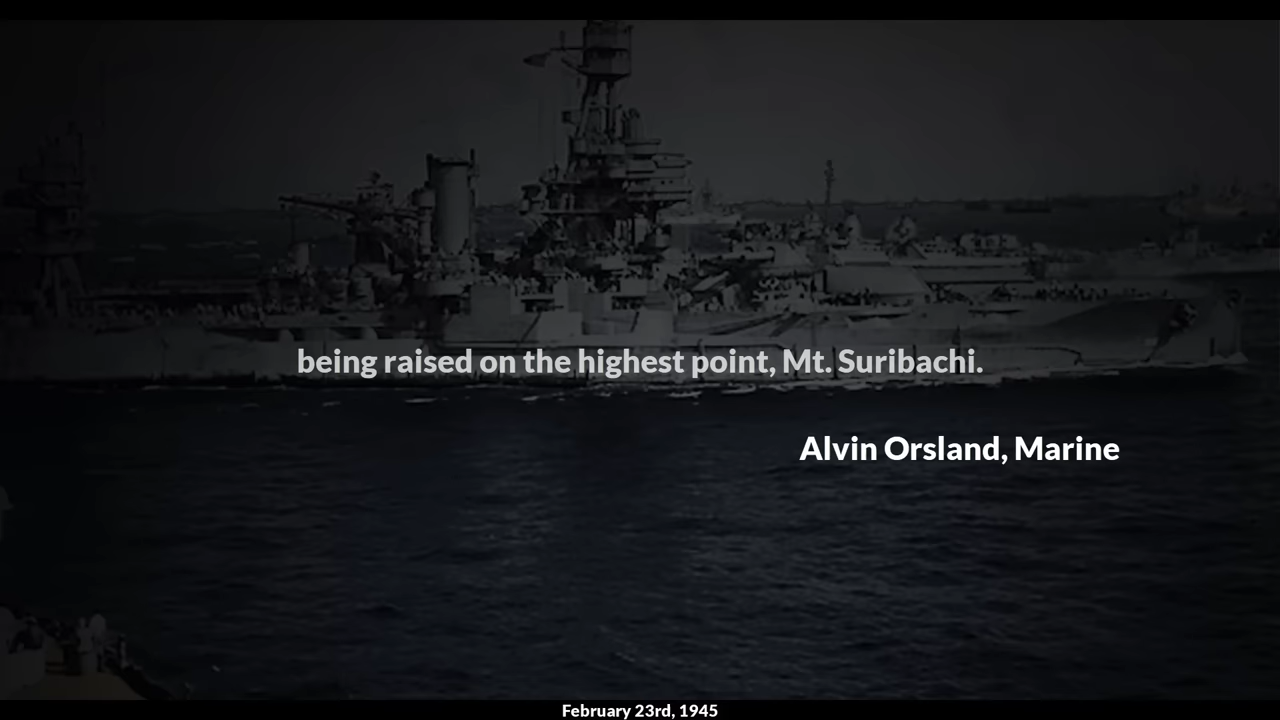 being raised on the highest point, Mt. Suribachi.
Alvin Orsland, Marine
February 23rd, 1945